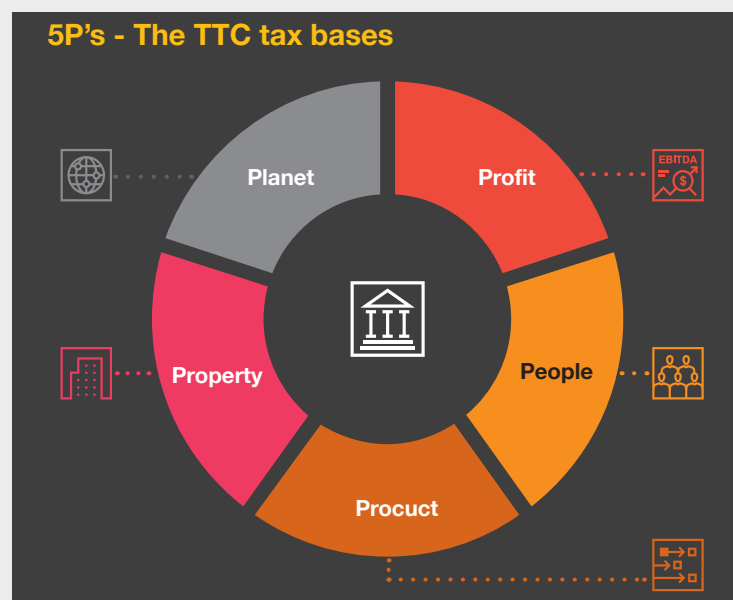 5P's - The TTC tax bases
Planet
Profit
EBITDA
$
Property
People
Procuct